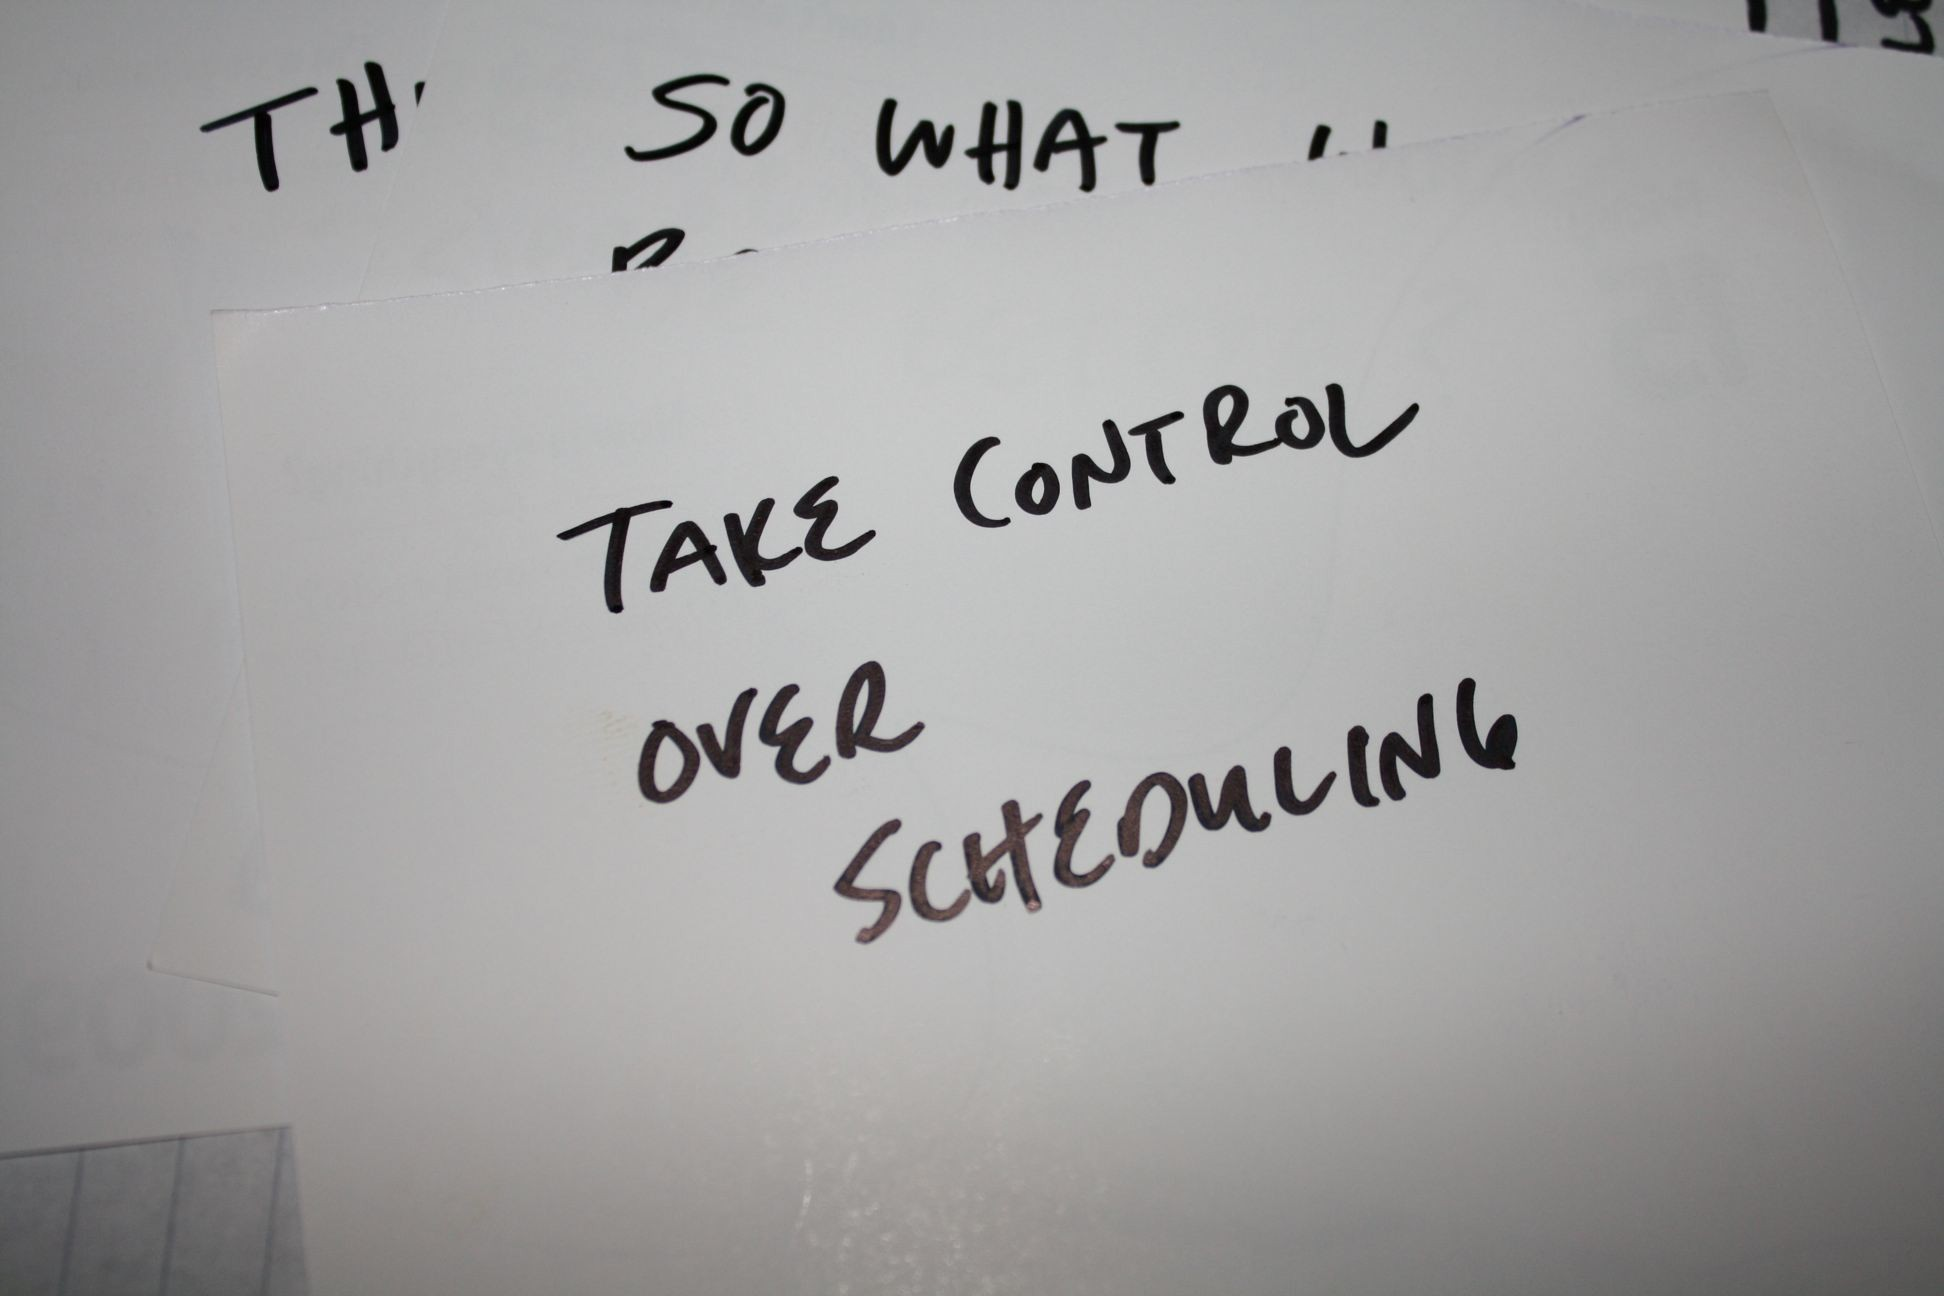 SO WHAT
TAKE CONTROL
OVER
SCHEDULING